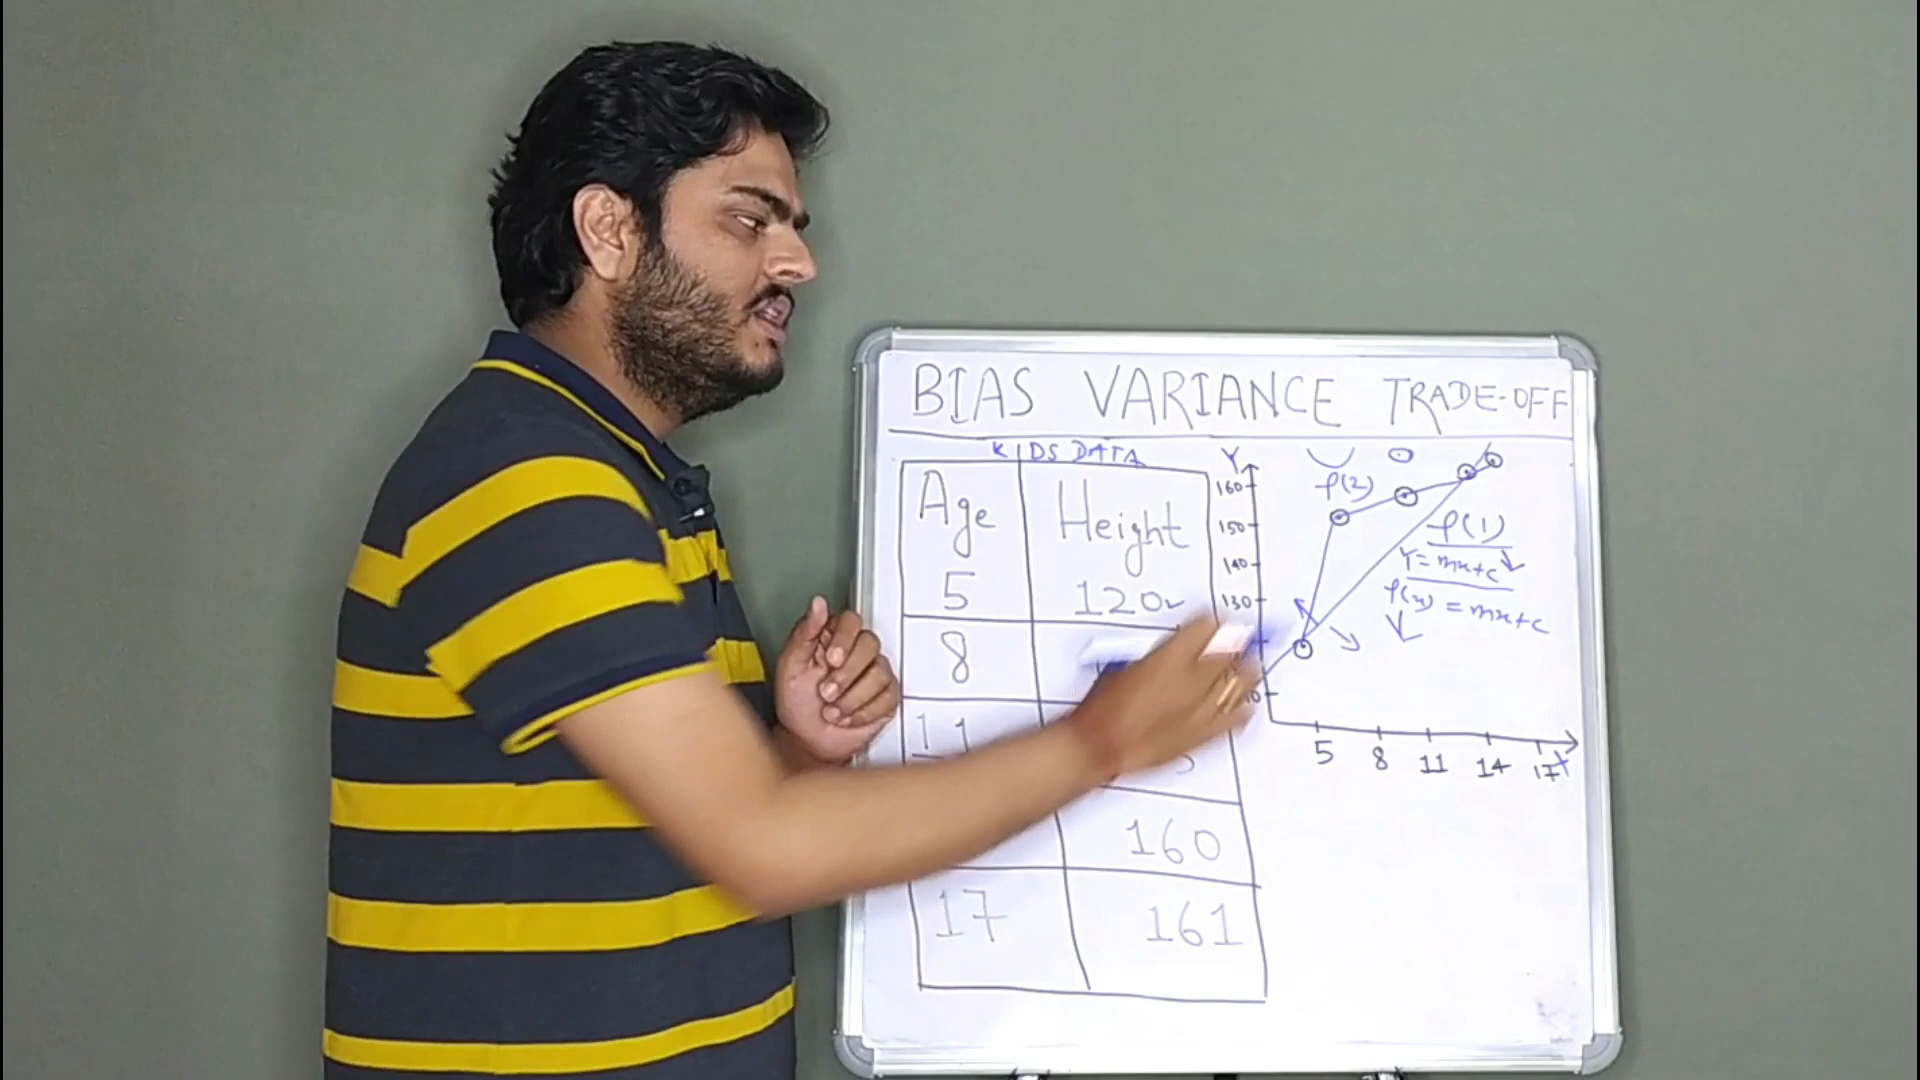 BIAS VARIANCE TRADE-OFF
KIDS DATA
Age Height
5 120
8
11
160
17 161
Y
160
150
140
130
f(2)
f(1)
Y = mx+c
f(x) = mx+c
5 8 11 14 17 X